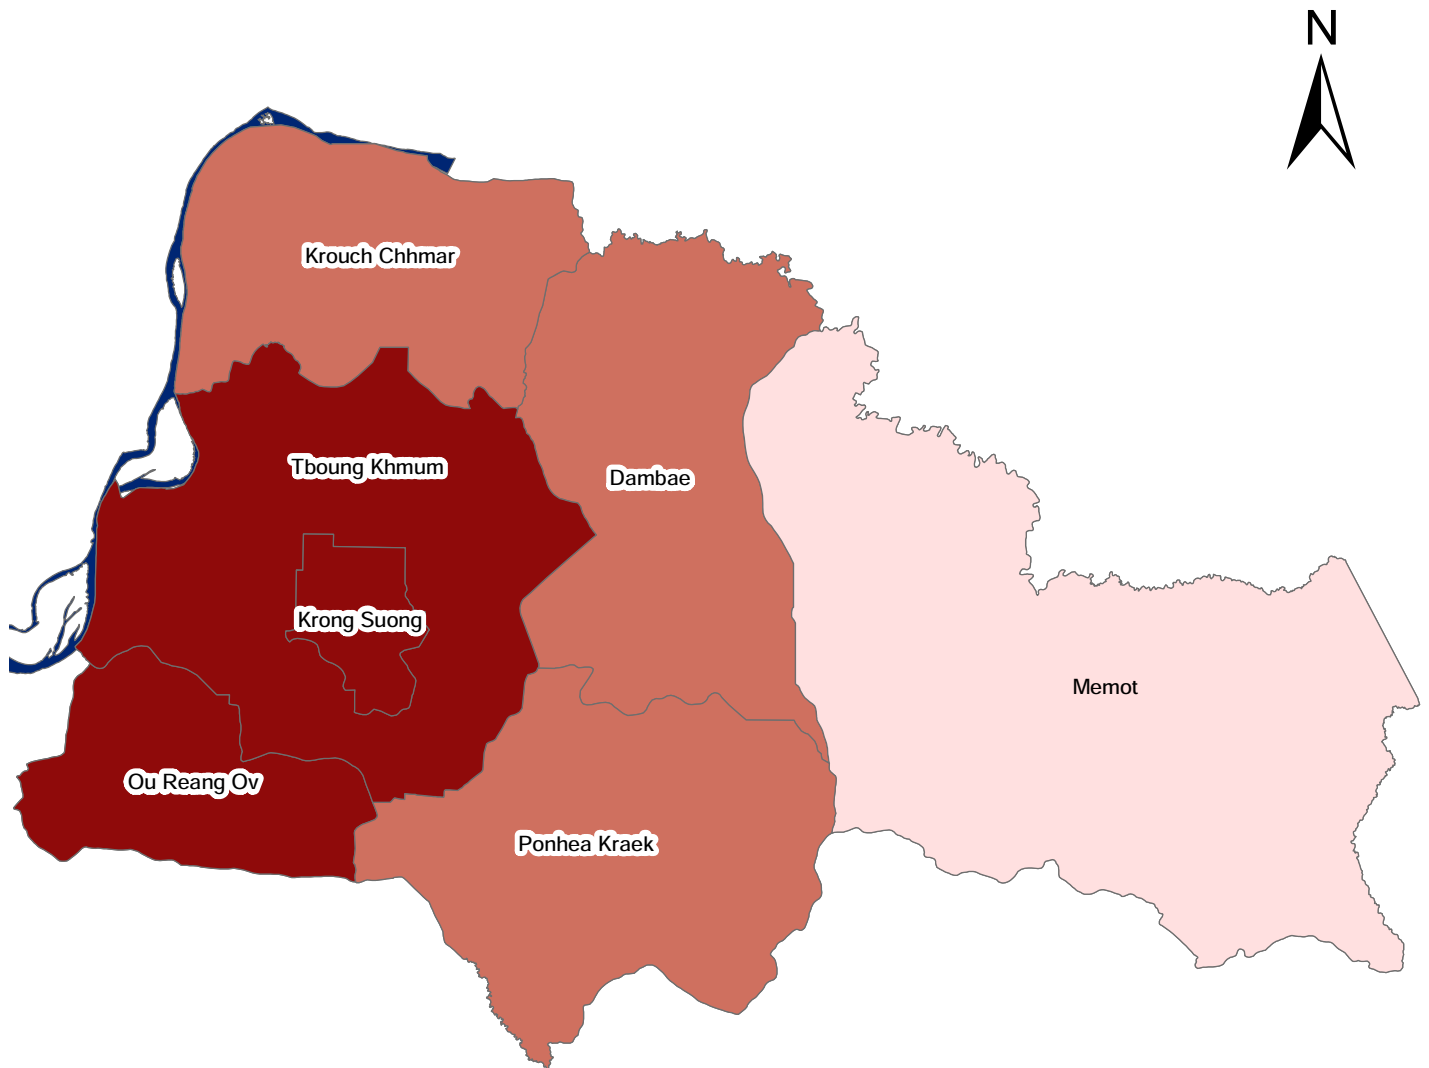 N
Krouch Chhmar
Tboung Khmum
Dambae
Krong Suong
Memot
Ou Reang Ov
Ponhea Kraek